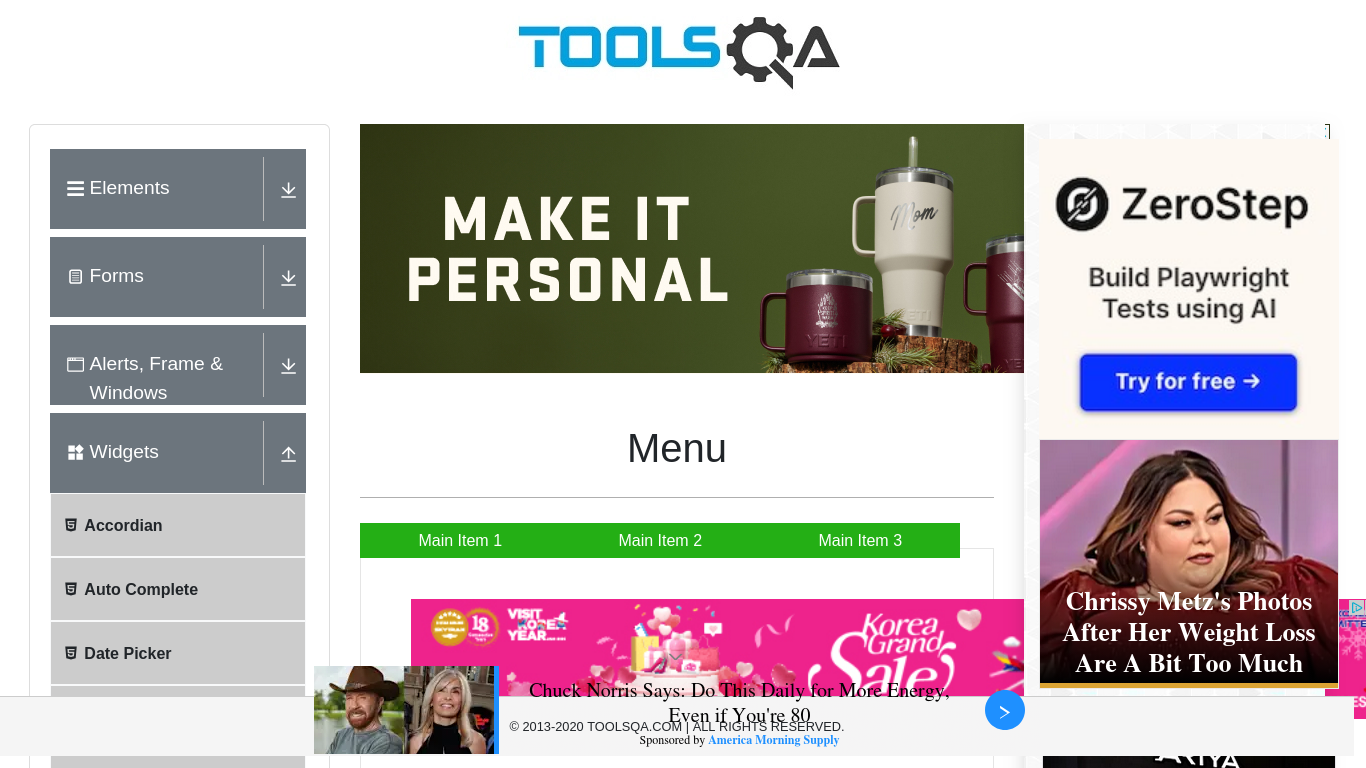 TOOLSQA
Elements
Forms
Alerts, Frame &
Windows
Widgets
Accordian
Auto Complete
Date Picker
MAKE IT
PERSONAL
Mom
YETI
YETI
Menu
Main Item 1
Main Item 2
Main Item 3
18
VISIT
KOREA
YEAR
Korea
Grand
Sale
ZeroStep
Build Playwright
Tests using AI
Try for free →
Chrissy Metz's Photos
After Her Weight Loss
Are A Bit Too Much
Chuck Norris Says: Do This Daily for More Energy,
Even if You're 80
© 2013-2020 TOOLSQA.COM | ALL RIGHTS RESERVED.
Sponsored by America Morning Supply